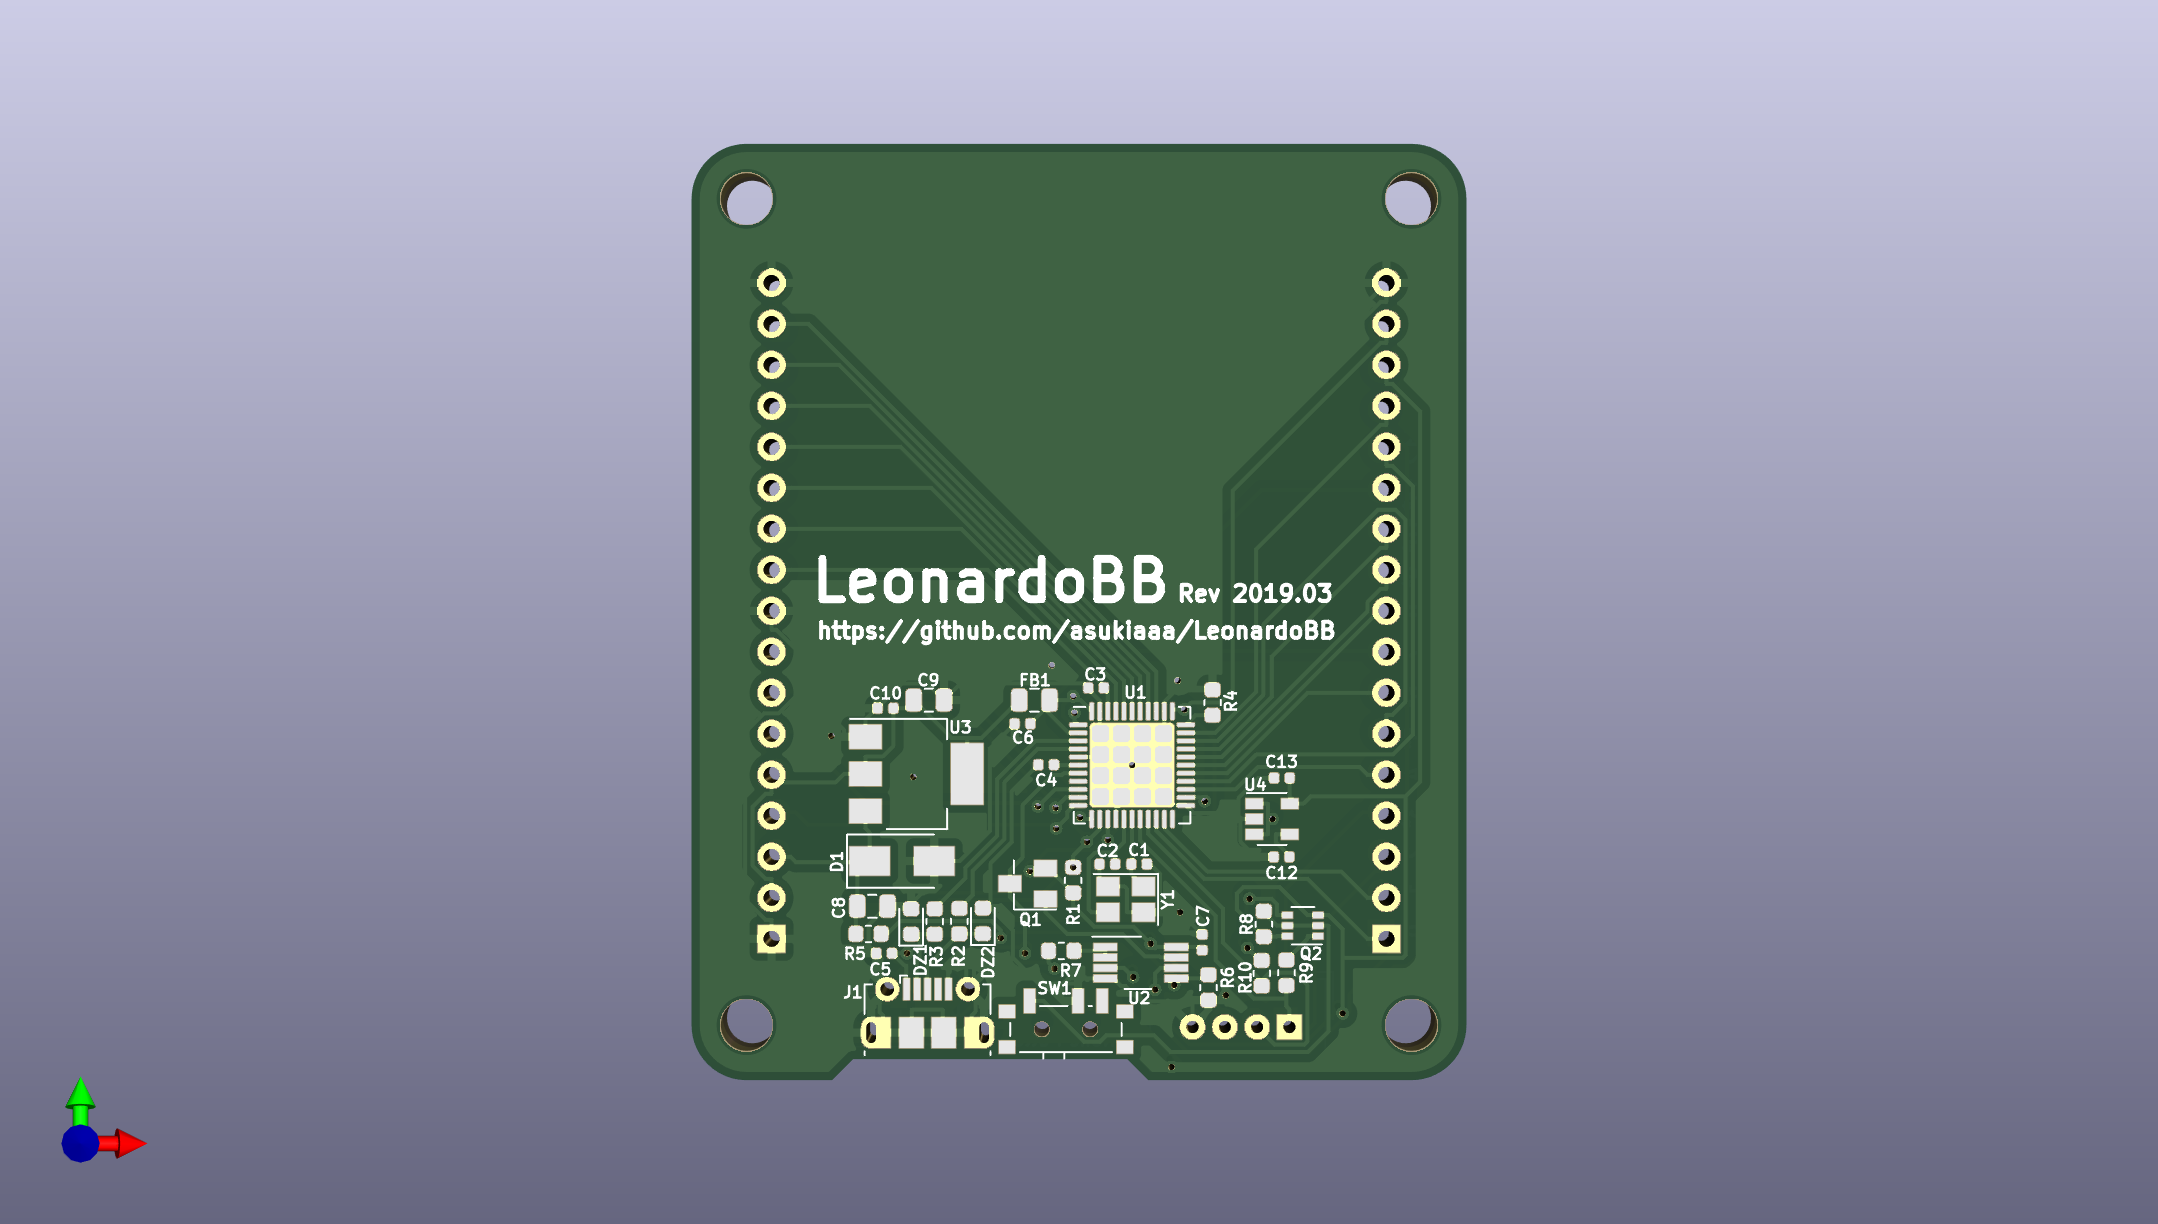 LeonardoBB Rev 2019.03
https://github.com/asukiaaa/LeonardoBB
C9
FB1
C3
C10
U1
R4
U3
C6
C4
C13
U4
D1
C2
C1
C12
C8
Q1
R1
Y1
C7
R8
R5
DZ1
R3
R2
DZ2
Q2
C5
R7
R6
R10
R9
J1
SW1
U2